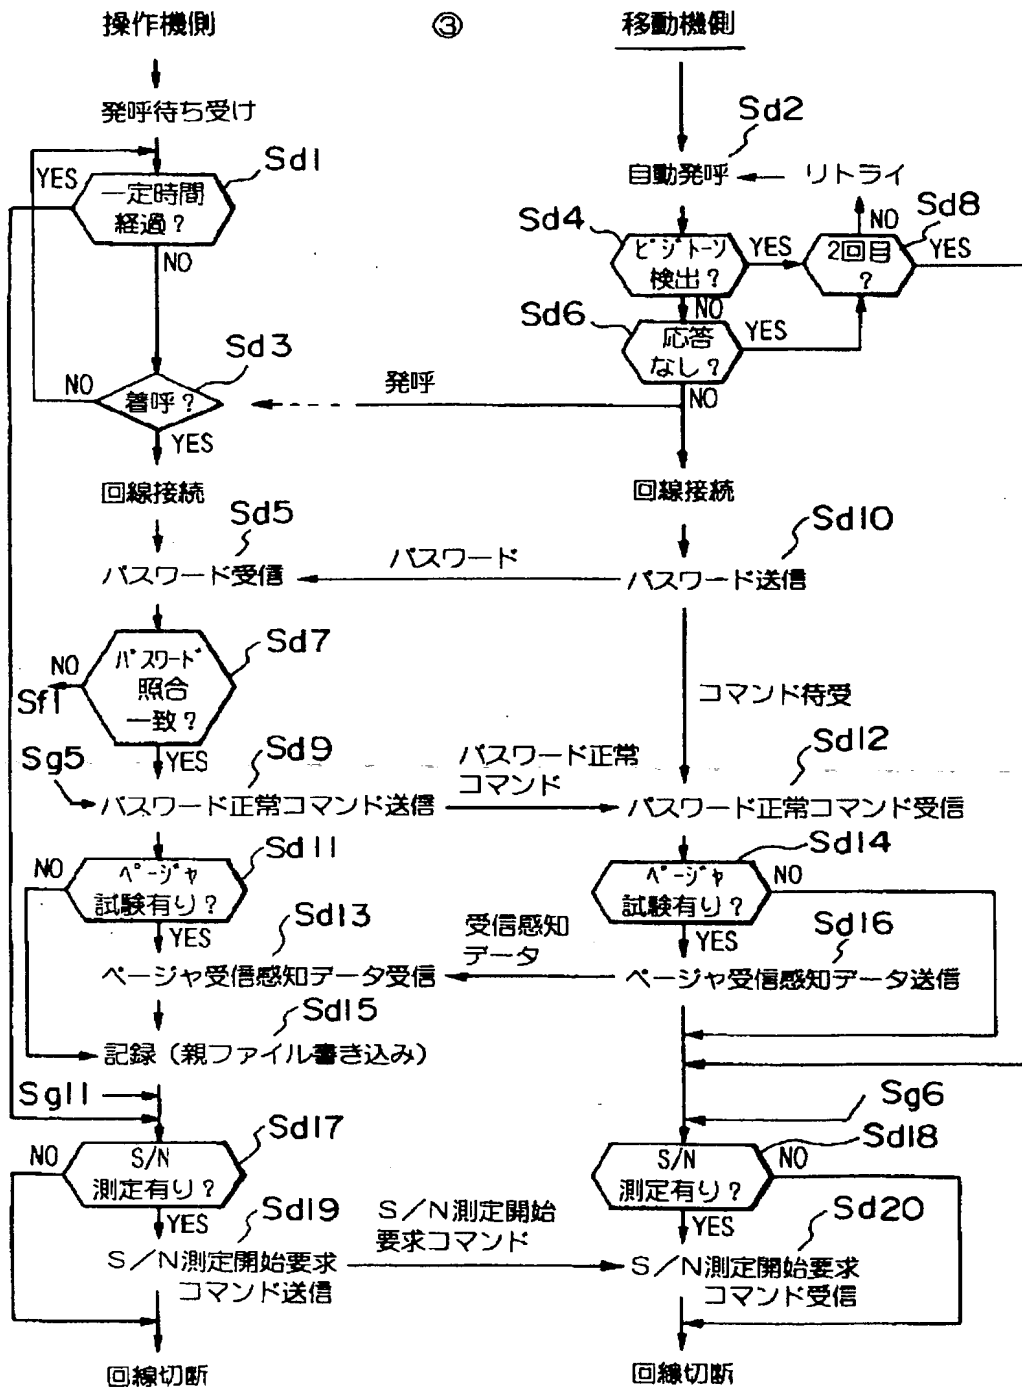 操作機側 ③ 移動機側
発呼待ち受け
Sd2
Sd1
YES
自動発呼 リトライ
一定時間
経過?
NO Sd8
Sd4
ビジートーン
検出?
YES
2回目
?
YES
NO
NO
Sd6
応答
なし?
YES
Sd3
NO
着呼?
発呼
NO
YES
回線接続 回線接続
Sd5 Sd10
パスワード受信 パスワード パスワード送信
Sd7
NO
パスワード
照合
一致?
Sf1
コマンド待受
YES
Sg5 Sd9
パスワード正常
コマンド
Sd12
パスワード正常コマンド送信 パスワード正常コマンド受信
Sd11 Sd14
NO
ページャ
試験有り?
ページャ
試験有り?
NO
YES Sd13
受信感知
データ
YES Sd16
ページャ受信感知データ受信 ページャ受信感知データ送信
Sd15
記録(親ファイル書き込み)
Sg11 Sg6
Sd17 Sd18
NO
S/N
測定有り?
S/N
測定有り?
NO
YES Sd19
S/N測定開始
要求コマンド
YES Sd20
S/N測定開始要求
コマンド送信
S/N測定開始要求
コマンド受信
回線切断 回線切断